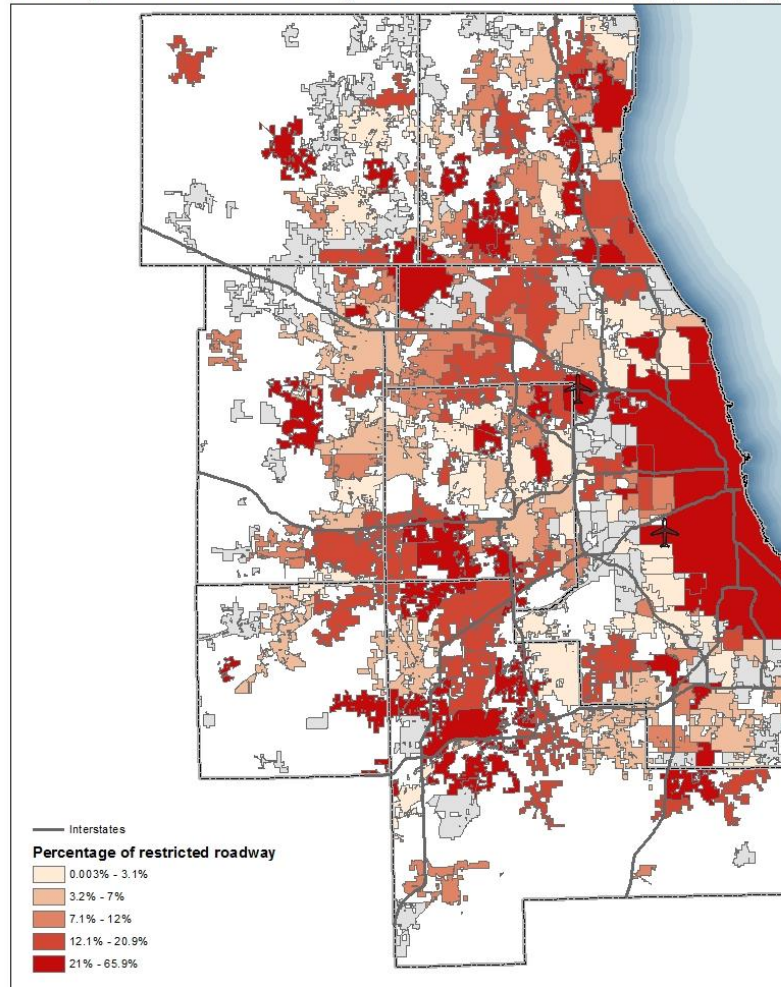 Interstates
Percentage of restricted roadway
0.003% - 3.1%
3.2% - 7%
7.1% - 12%
12.1% - 20.9%
21% - 65.9%